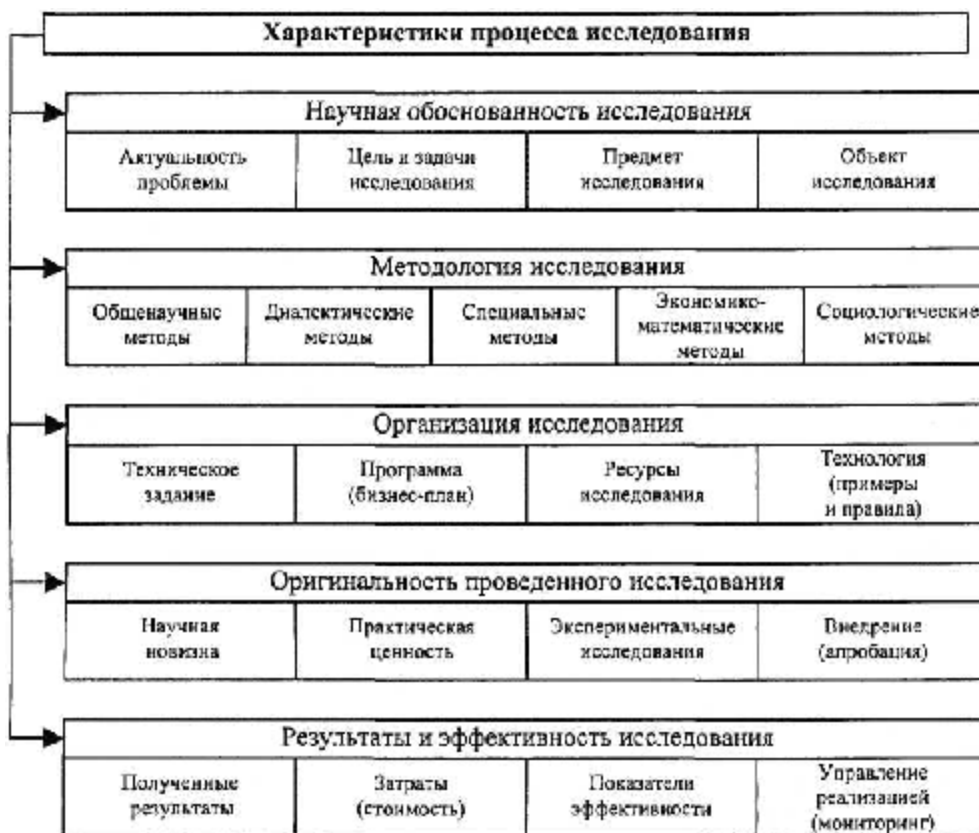 Характеристики процесса исследования
Научная обоснованность исследования
Актуальность
проблемы
Цель и задачи
исследования
Предмет
исследования
Объект
исследования
Методология исследования
Общенаучные
методы
Диалектические
методы
Специальные
методы
Экономико-
математические
методы
Социологические
методы
Организация исследования
Техническое
задание
Программа
(бизнес-план)
Ресурсы
исследования
Технология
(примеры
и правила)
Оригинальность проведенного исследования
Научная
новизна
Практическая
ценность
Экспериментальные
исследования
Внедрение
(апробация)
Результаты и эффективность исследования
Полученные
результаты
Затраты
(стоимость)
Показатели
эффективности
Управление
реализацией
(мониторинг)